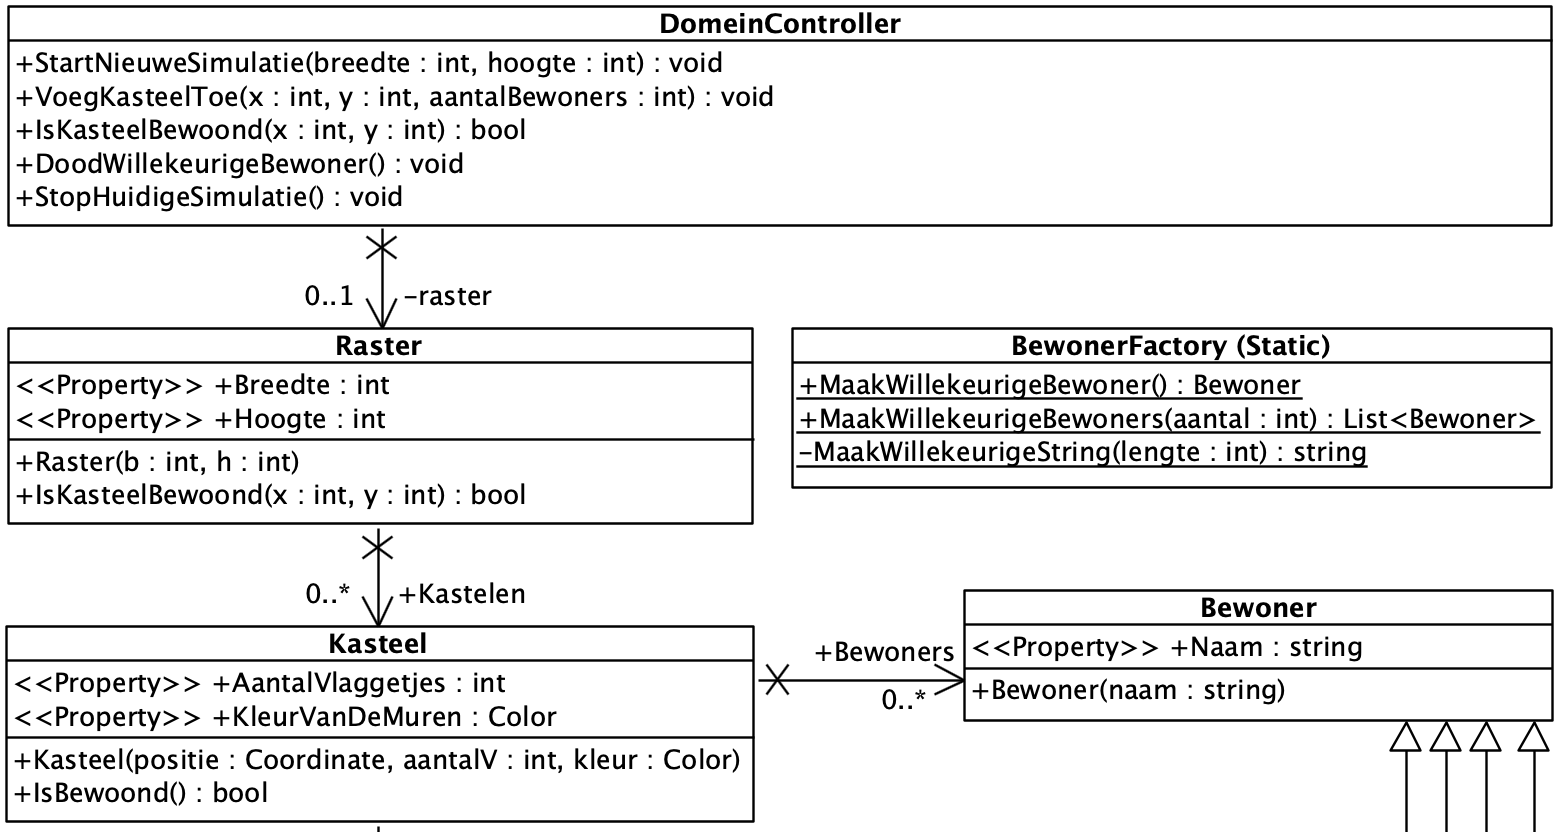 DomeinController
+StartNieuweSimulatie(breedte : int, hoogte : int) : void
+VoegKasteelToe(x : int, y : int, aantalBewoners : int) : void
+IsKasteelBewoond(x : int, y : int) : bool
+DoodWillekeurigeBewoner() : void
+StopHuidigeSimulatie() : void
0..1
-raster
Raster
<<Property>> +Breedte : int
<<Property>> +Hoogte : int
+Raster(b : int, h : int)
+IsKasteelBewoond(x : int, y : int) : bool
BewonerFactory (Static)
+MaakWillekeurigeBewoner() : Bewoner
+MaakWillekeurigeBewoners(aantal : int) : List<Bewoner>
-MaakWillekeurigeString(lengte : int) : string
0..*
+Kastelen
Kasteel
<<Property>> +AantalVlaggetjes : int
<<Property>> +KleurVanDeMuren : Color
+Kasteel(positie : Coordinate, aantalV : int, kleur : Color)
+IsBewoond() : bool
+Bewoners
0..*
Bewoner
<<Property>> +Naam : string
+Bewoner(naam : string)